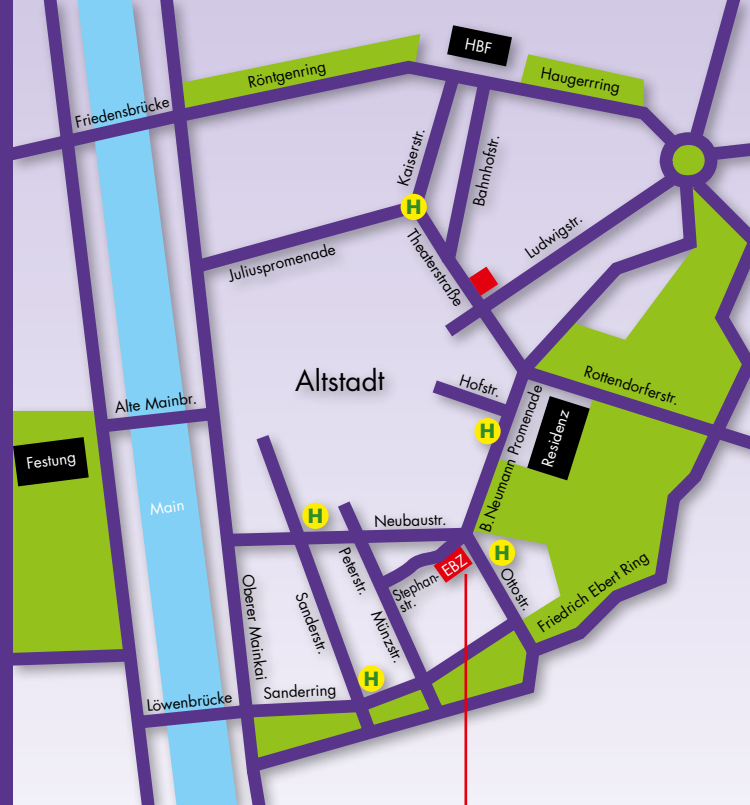 HBF
Röntgenring
Haugerrring
Friedensbrücke
Kaiserstr.
Bahnhofstr.
H
Ludwigstr.
Juliuspromenade
Theaterstraße
Altstadt
Hofstr.
Rottendorferstr.
Alte Mainbr.
H
B.Neumann Promenade
Residenz
Festung
Main
H
Neubaustr.
H
EBZ
Peterstr.
Stephan-
str.
Ottostr.
Friedrich Ebert Ring
Oberer Mainkai
Sanderstr.
Münzstr.
H
Sanderring
Löwenbrücke